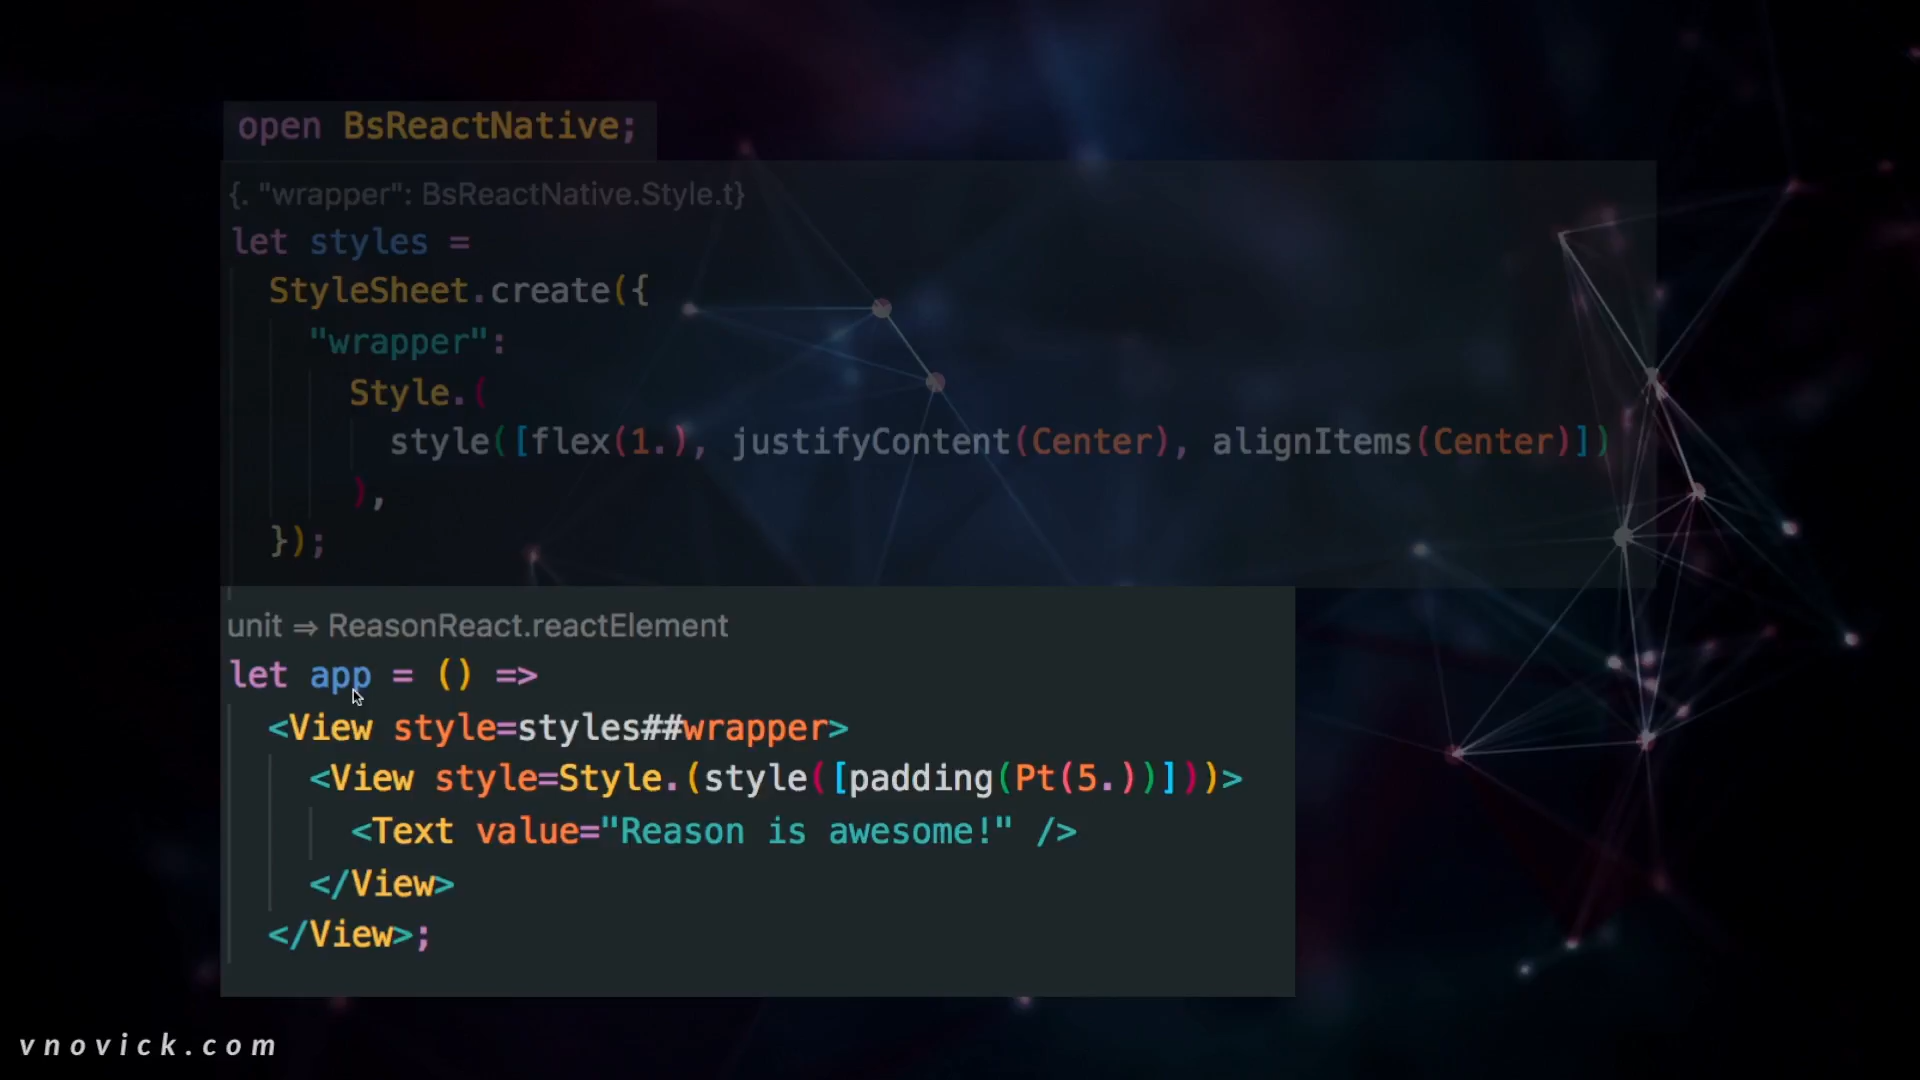 open BsReactNative;
{. "wrapper": BsReactNative.Style.t}
let styles =
StyleSheet.create({
"wrapper":
Style.(
style([flex(1.), justifyContent(Center), alignItems(Center)])
),
});
unit ⇒ ReasonReact.reactElement
let app = () =>
<View style=styles##wrapper>
<View style=Style.(style([padding(Pt(5.))]))>
<Text value="Reason is awesome!" />
</View>
</View>;
vnovick.com